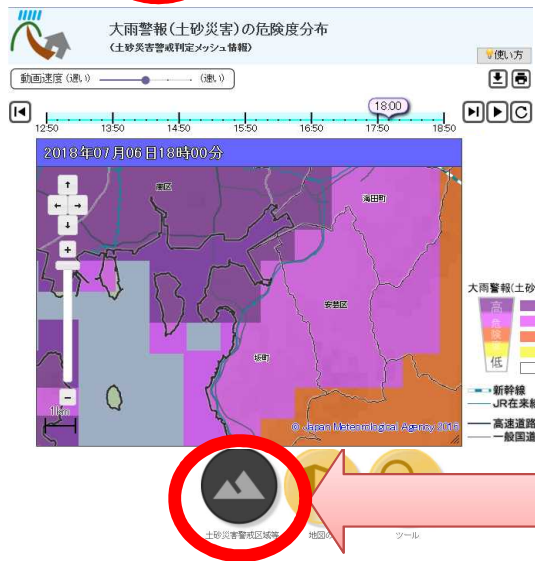 大雨警報(土砂災害)の危険度分布
(土砂災害警戒判定メッシュ情報)
使い方
動画速度(遅い)
(速い)
18:00
12:50 13:50 14:50 15:50 16:50 17:50 18:50
2018年07月06日18時00分
東区
海田町
安芸区
坂町
1km
© Japan Meteorological Agency
大雨警報(土砂
高
危
険
低
新幹線
JR在来線
高速道路
一般国道
土砂災害警戒区域等
地図の
ツール